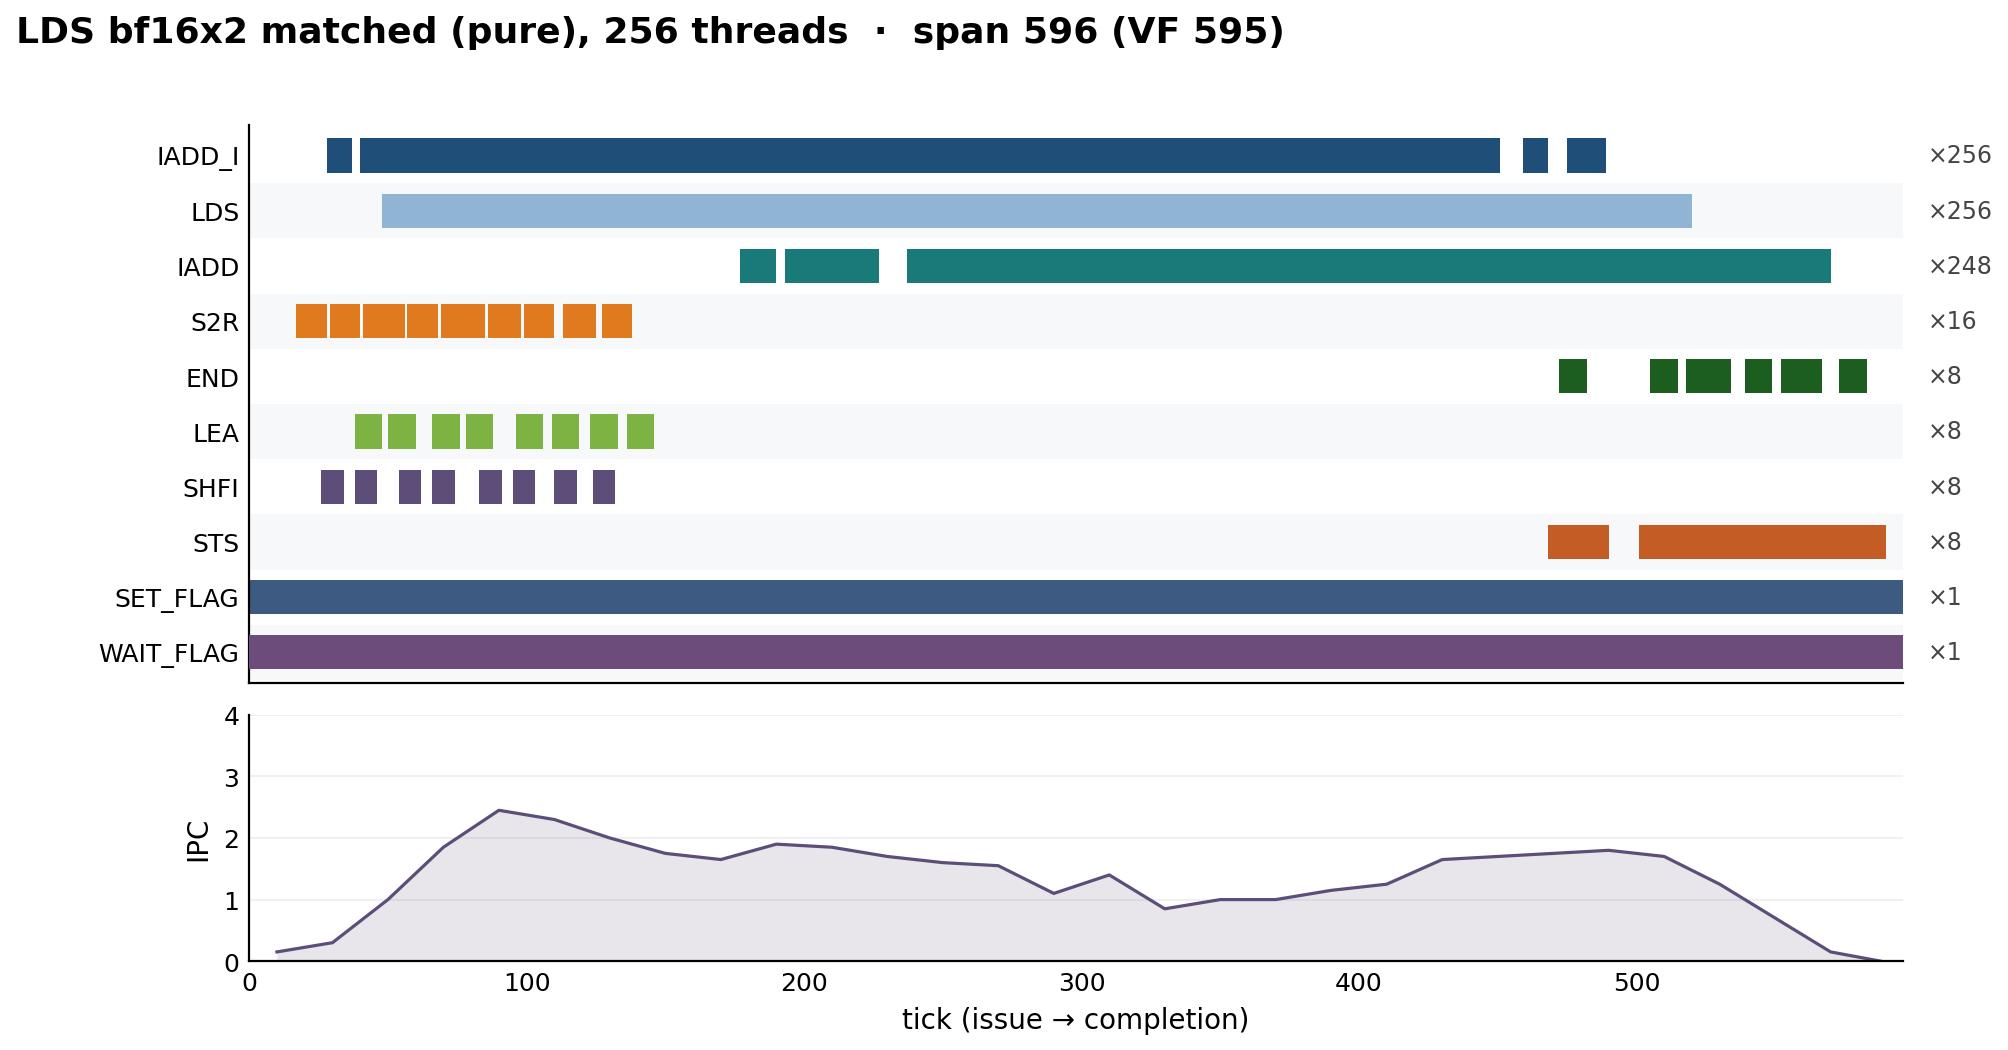 LDS bf16x2 matched (pure), 256 threads · span 596 (VF 595)
IADD_I ×256
LDS ×256
IADD ×248
S2R ×16
END ×8
LEA ×8
SHFI ×8
STS ×8
SET_FLAG ×1
WAIT_FLAG ×1
4
3
2
1
0
IPC
0 100 200 300 400 500
tick (issue → completion)